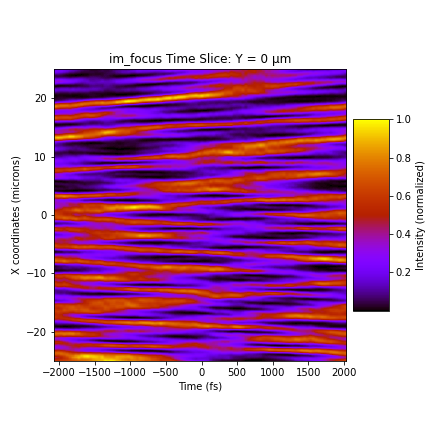 im_focus Time Slice: Y = 0 μm
X coordinates (microns)
20
10
0
−10
−20
−2000 −1500 −1000 −500 0 500 1000 1500 2000
Time (fs)
1.0
0.8
0.6
0.4
0.2
Intensity (normalized)